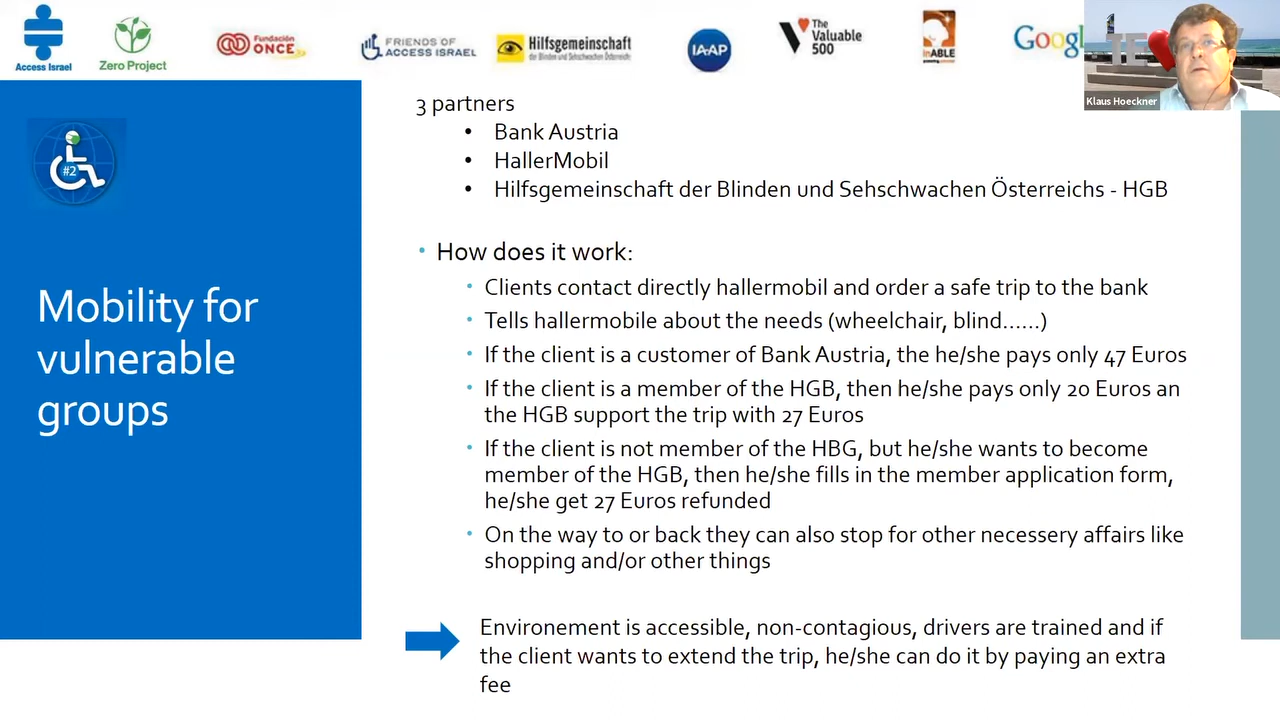 Access Israel
Zero Project
Fundación
ONCE
FRIENDS OF
ACCESS ISRAEL
Hilfsgemeinschaft
der Blinden und Sehschwachen Österreichs
IAAP
The
Valuable
500
inABLE
Googl
Klaus Hoeckner
#2
Mobility for
vulnerable
groups
3 partners
• Bank Austria
• HallerMobil
• Hilfsgemeinschaft der Blinden und Sehschwachen Österreichs - HGB
• How does it work:
• Clients contact directly hallermobil and order a safe trip to the bank
• Tells hallermobile about the needs (wheelchair, blind……)
• If the client is a customer of Bank Austria, the he/she pays only 47 Euros
• If the client is a member of the HGB, then he/she pays only 20 Euros an
the HGB support the trip with 27 Euros
• If the client is not member of the HBG, but he/she wants to become
member of the HGB, then he/she fills in the member application form,
he/she get 27 Euros refunded
• On the way to or back they can also stop for other necessery affairs like
shopping and/or other things
Environement is accessible, non-contagious, drivers are trained and if
the client wants to extend the trip, he/she can do it by paying an extra
fee